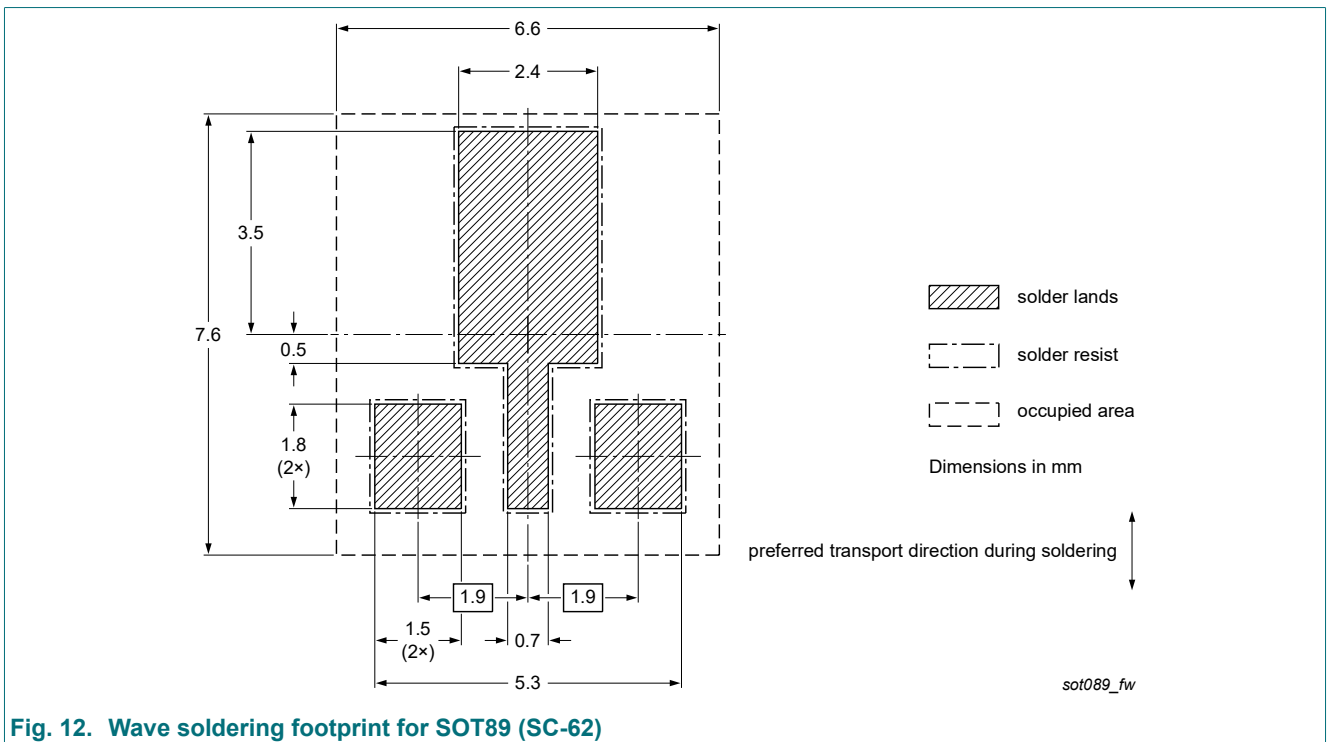 6.6
2.4
3.5
7.6
0.5
solder lands
solder resist
occupied area
1.8
(2×)
Dimensions in mm
preferred transport direction during soldering
1.9
1.9
1.5
(2×)
0.7
5.3
sot089_fw
Fig. 12. Wave soldering footprint for SOT89 (SC-62)